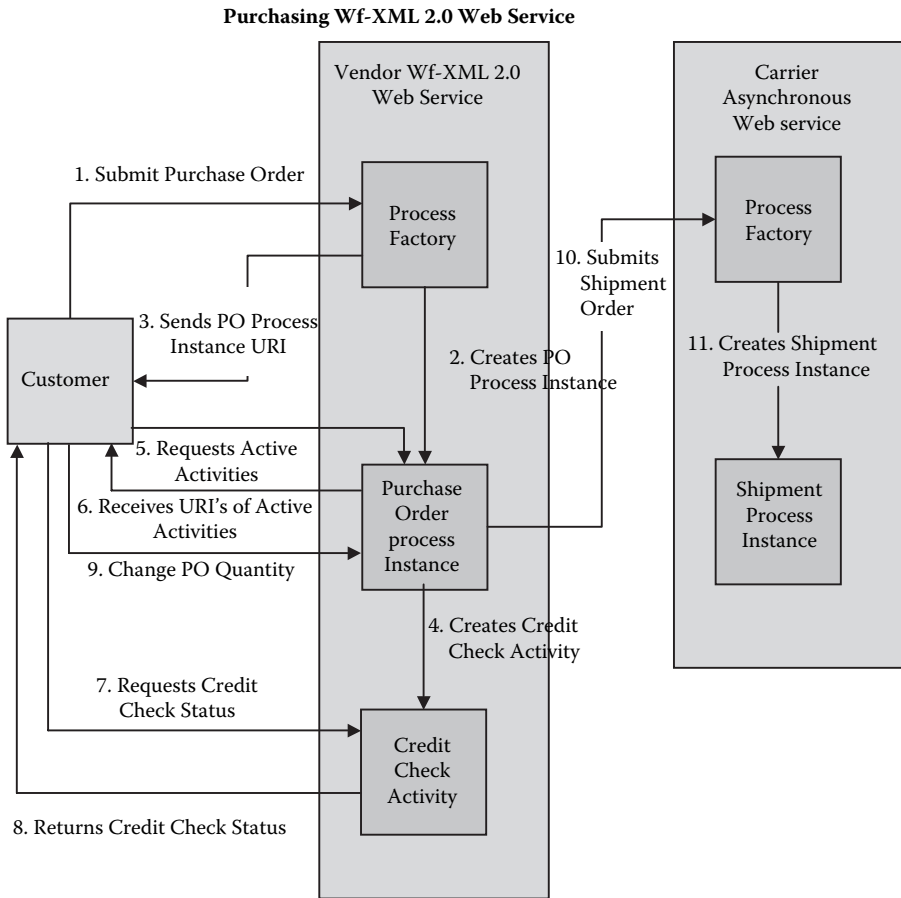 Purchasing Wf-XML 2.0 Web Service
Vendor Wf-XML 2.0
Web Service
Carrier
Asynchronous
Web service
1. Submit Purchase Order
Process
Factory
Process
Factory
10. Submits
Shipment
Order
3. Sends PO Process
Instance URI
2. Creates PO
Process Instance
11. Creates Shipment
Process Instance
Customer
5. Requests Active
Activities
6. Receives URI's of Active
Activities
9. Change PO Quantity
Purchase
Order
process
Instance
Shipment
Process
Instance
4. Creates Credit
Check Activity
7. Requests Credit
Check Status
Credit
Check
Activity
8. Returns Credit Check Status